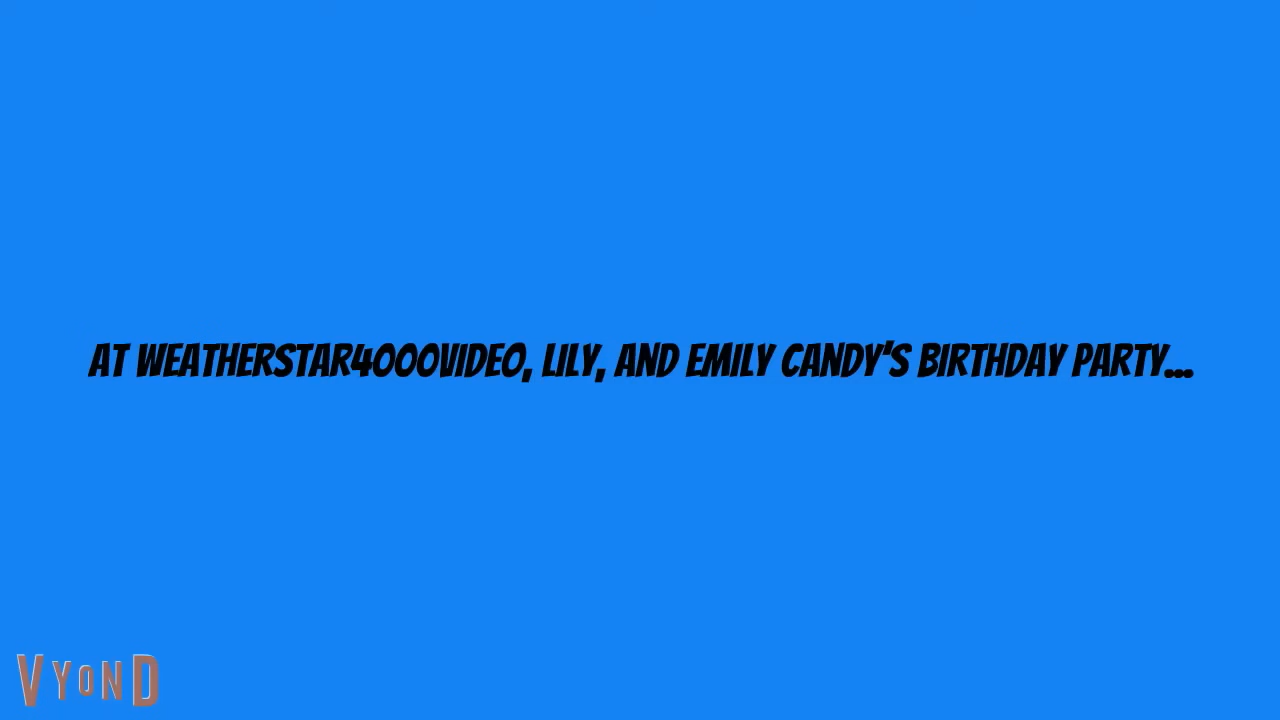 AT WEATHERSTAR4000VIDEO, LILY, AND EMILY CANDY'S BIRTHDAY PARTY...
VYOND